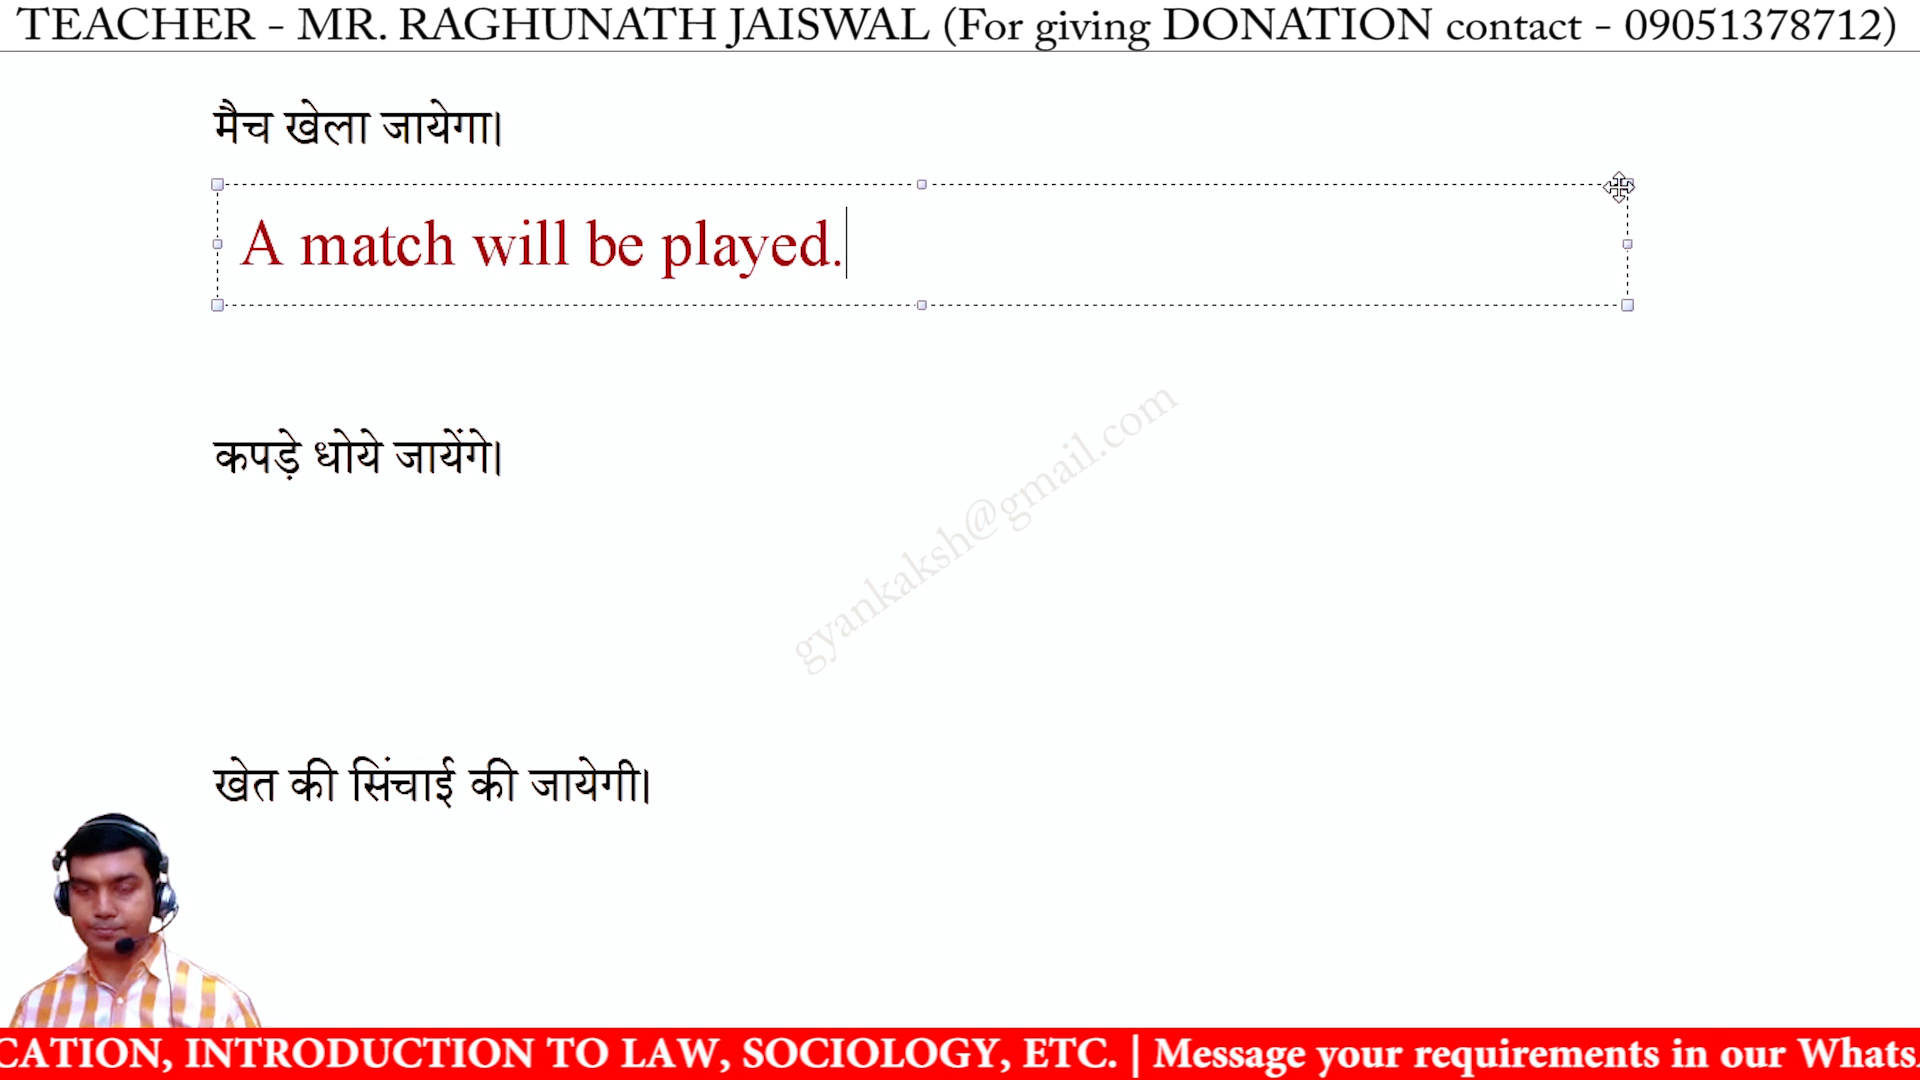 TEACHER - MR. RAGHUNATH JAISWAL (For giving DONATION contact - 09051378712)
मैच खेला जायेगा।
A match will be played.
कपड़े धोये जायेंगे।
gyankaksh@gmail.com
खेत की सिंचाई की जायेगी।
CATION, INTRODUCTION TO LAW, SOCIOLOGY, ETC. | Message your requirements in our Whats